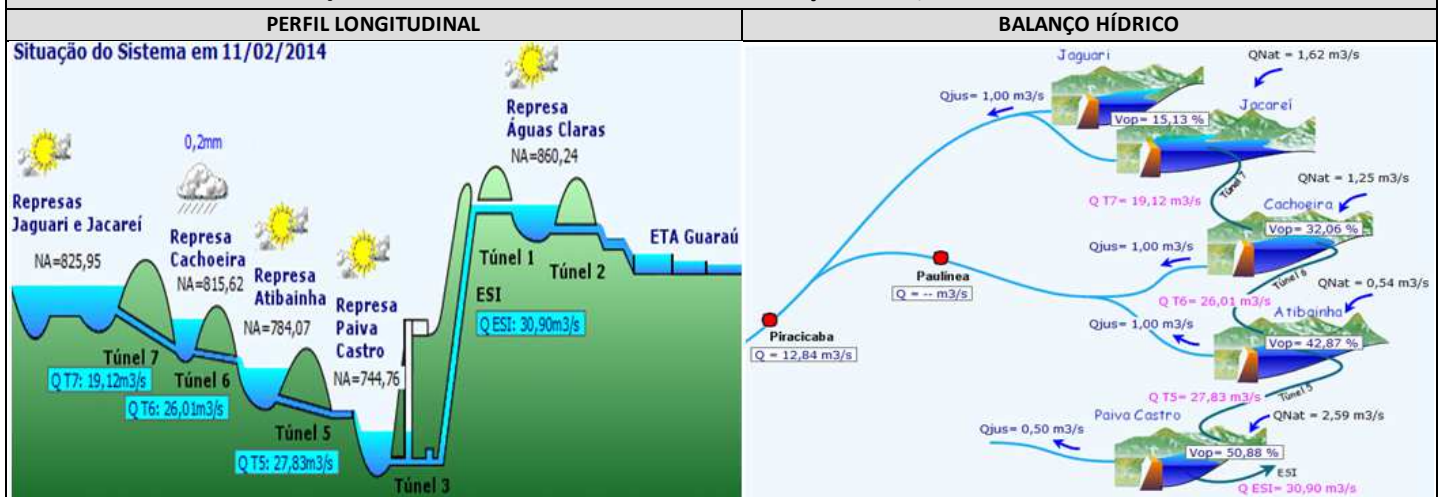 PERFIL LONGITUDINAL
BALANÇO HÍDRICO
Situação do Sistema em 11/02/2014
Represas
Jaguari e Jacareí
NA=825,95
0,2mm
Represa
Cachoeira
NA=815,62
Represa
Atibainha
NA=784,07
Represa
Paiva
Castro
NA=744,76
Represa
Águas Claras
NA=860,24
ETA Guaraú
Túnel 1
Túnel 2
ESI
Q ESI: 30,90m3/s
Túnel 7
Q T7: 19,12m3/s
Túnel 6
Q T6: 26,01m3/s
Túnel 5
Q T5: 27,83m3/s
Túnel 3
Jaguari
QNat = 1,62 m3/s
Qjus= 1,00 m3/s
Jacareí
Vop= 15,13 %
Túnel 7
Q T7= 19,12 m3/s
QNat = 1,25 m3/s
Cachoeira
Vop= 32,06 %
Qjus= 1,00 m3/s
Túnel 6
Q T6= 26,01 m3/s
QNat = 0,54 m3/s
Atibainha
Qjus= 1,00 m3/s
Vop= 42,87 %
Paulínea
Q = -- m3/s
Piracicaba
Q = 12,84 m3/s
Q T5= 27,83 m3/s
Túnel 5
Paiva Castro
QNat = 2,59 m3/s
Qjus= 0,50 m3/s
Vop= 50,88 %
ESI
Q ESI= 30,90 m3/s